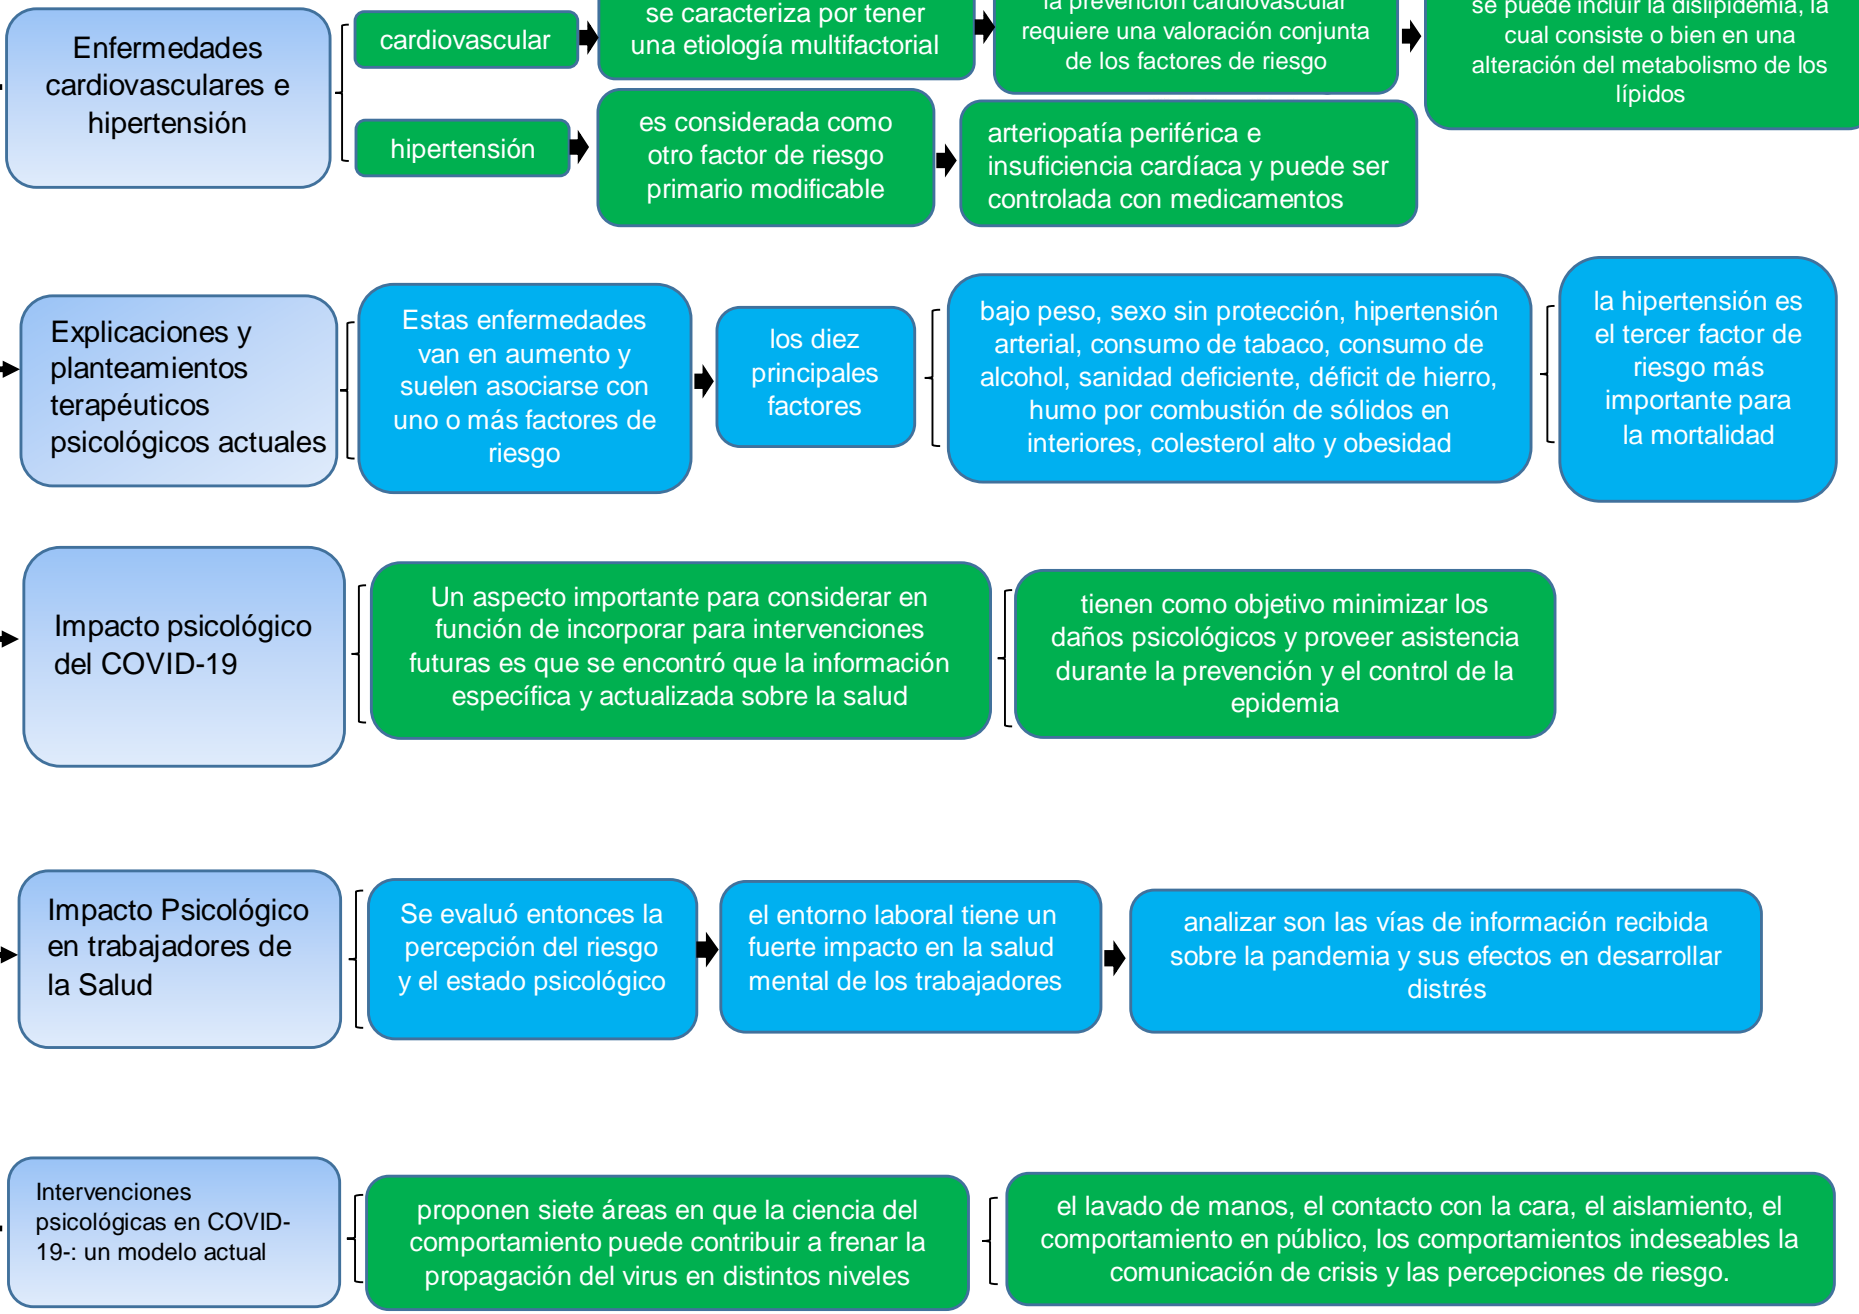 Enfermedades
cardiovasculares e
hipertensión
cardiovascular
se caracteriza por tener
una etiología multifactorial
la prevención cardiovascular
requiere una valoración conjunta
de los factores de riesgo
se puede incluir la dislipidemia, la
cual consiste o bien en una
alteración del metabolismo de los
lípidos
hipertensión
es considerada como
otro factor de riesgo
primario modificable
arteriopatía periférica e
insuficiencia cardíaca y puede ser
controlada con medicamentos
Explicaciones y
planteamientos
terapéuticos
psicológicos actuales
Estas enfermedades
van en aumento y
suelen asociarse con
uno o más factores de
riesgo
los diez
principales
factores
bajo peso, sexo sin protección, hipertensión
arterial, consumo de tabaco, consumo de
alcohol, sanidad deficiente, déficit de hierro,
humo por combustión de sólidos en
interiores, colesterol alto y obesidad
la hipertensión es
el tercer factor de
riesgo más
importante para
la mortalidad
Impacto psicológico
del COVID-19
Un aspecto importante para considerar en
función de incorporar para intervenciones
futuras es que se encontró que la información
específica y actualizada sobre la salud
tienen como objetivo minimizar los
daños psicológicos y proveer asistencia
durante la prevención y el control de la
epidemia
Impacto Psicológico
en trabajadores de
la Salud
Se evaluó entonces la
percepción del riesgo
y el estado psicológico
el entorno laboral tiene un
fuerte impacto en la salud
mental de los trabajadores
analizar son las vías de información recibida
sobre la pandemia y sus efectos en desarrollar
distrés
Intervenciones
psicológicas en COVID-
19-: un modelo actual
proponen siete áreas en que la ciencia del
comportamiento puede contribuir a frenar la
propagación del virus en distintos niveles
el lavado de manos, el contacto con la cara, el aislamiento, el
comportamiento en público, los comportamientos indeseables la
comunicación de crisis y las percepciones de riesgo.